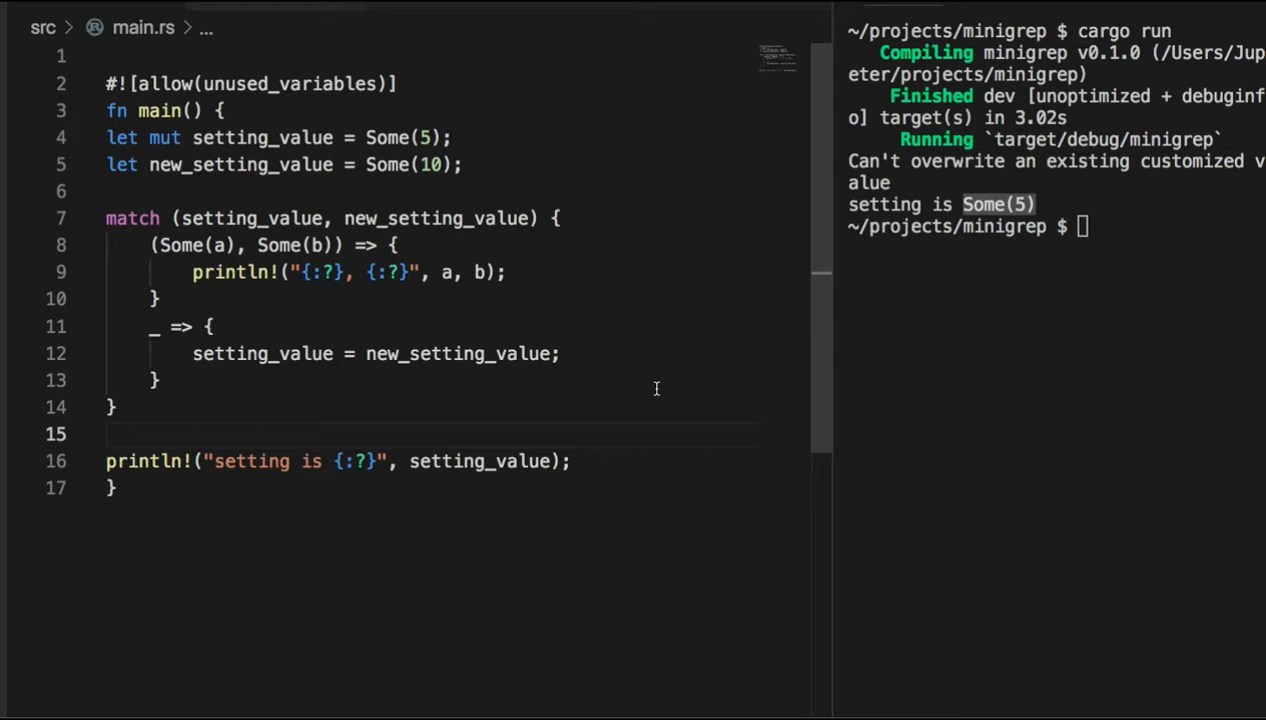 src > main.rs > ...
1
2 #![allow(unused_variables)]
3 fn main() {
4 let mut setting_value = Some(5);
5 let new_setting_value = Some(10);
6
7 match (setting_value, new_setting_value) {
8 (Some(a), Some(b)) => {
9 println!("{:?}, {:?}", a, b);
10 }
11 _ => {
12 setting_value = new_setting_value;
13 }
14 }
15
16 println!("setting is {:?}", setting_value);
17 }
~/projects/minigrep $ cargo run
Compiling minigrep v0.1.0 (/Users/Jup
eter/projects/minigrep)
Finished dev [unoptimized + debuginf
o] target(s) in 3.02s
Running `target/debug/minigrep`
Can't overwrite an existing customized v
alue
setting is Some(5)
~/projects/minigrep $